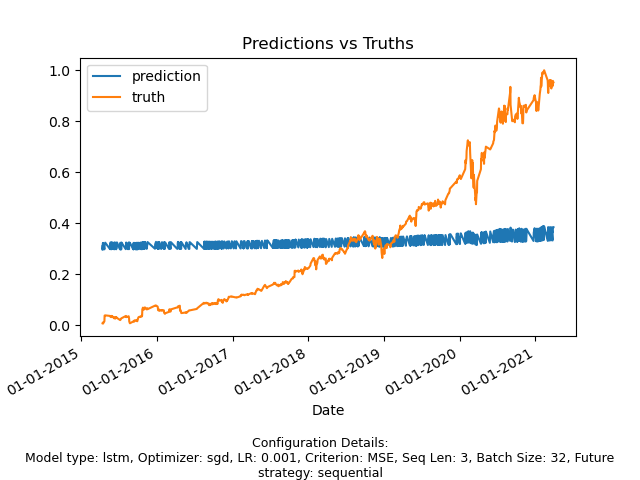 Predictions vs Truths
prediction
truth
1.0
0.8
0.6
0.4
0.2
0.0
01-01-2015
01-01-2016
01-01-2017
01-01-2018
01-01-2019
01-01-2020
01-01-2021
Date
Configuration Details:
Model type: lstm, Optimizer: sgd, LR: 0.001, Criterion: MSE, Seq Len: 3, Batch Size: 32, Future
strategy: sequential